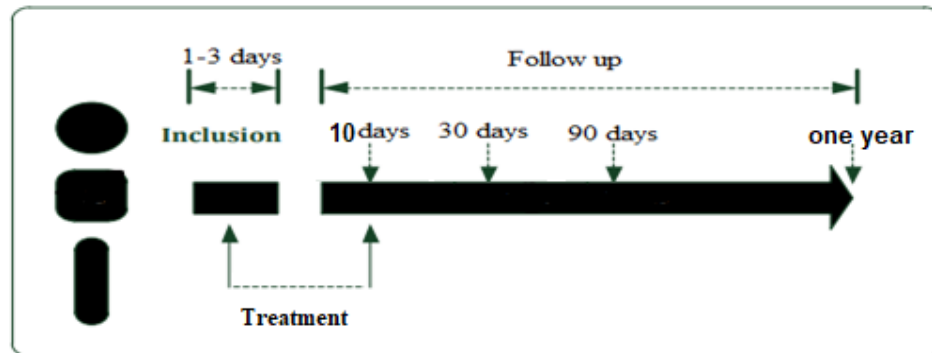 1-3 days
Follow up
Inclusion
10 days
30 days
90 days
one year
Treatment